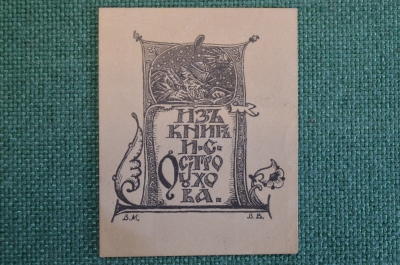 ИЗЪ
КНИГЪ
И·С·
ОСТРО
УХО
ВА·
В.М. В.В.